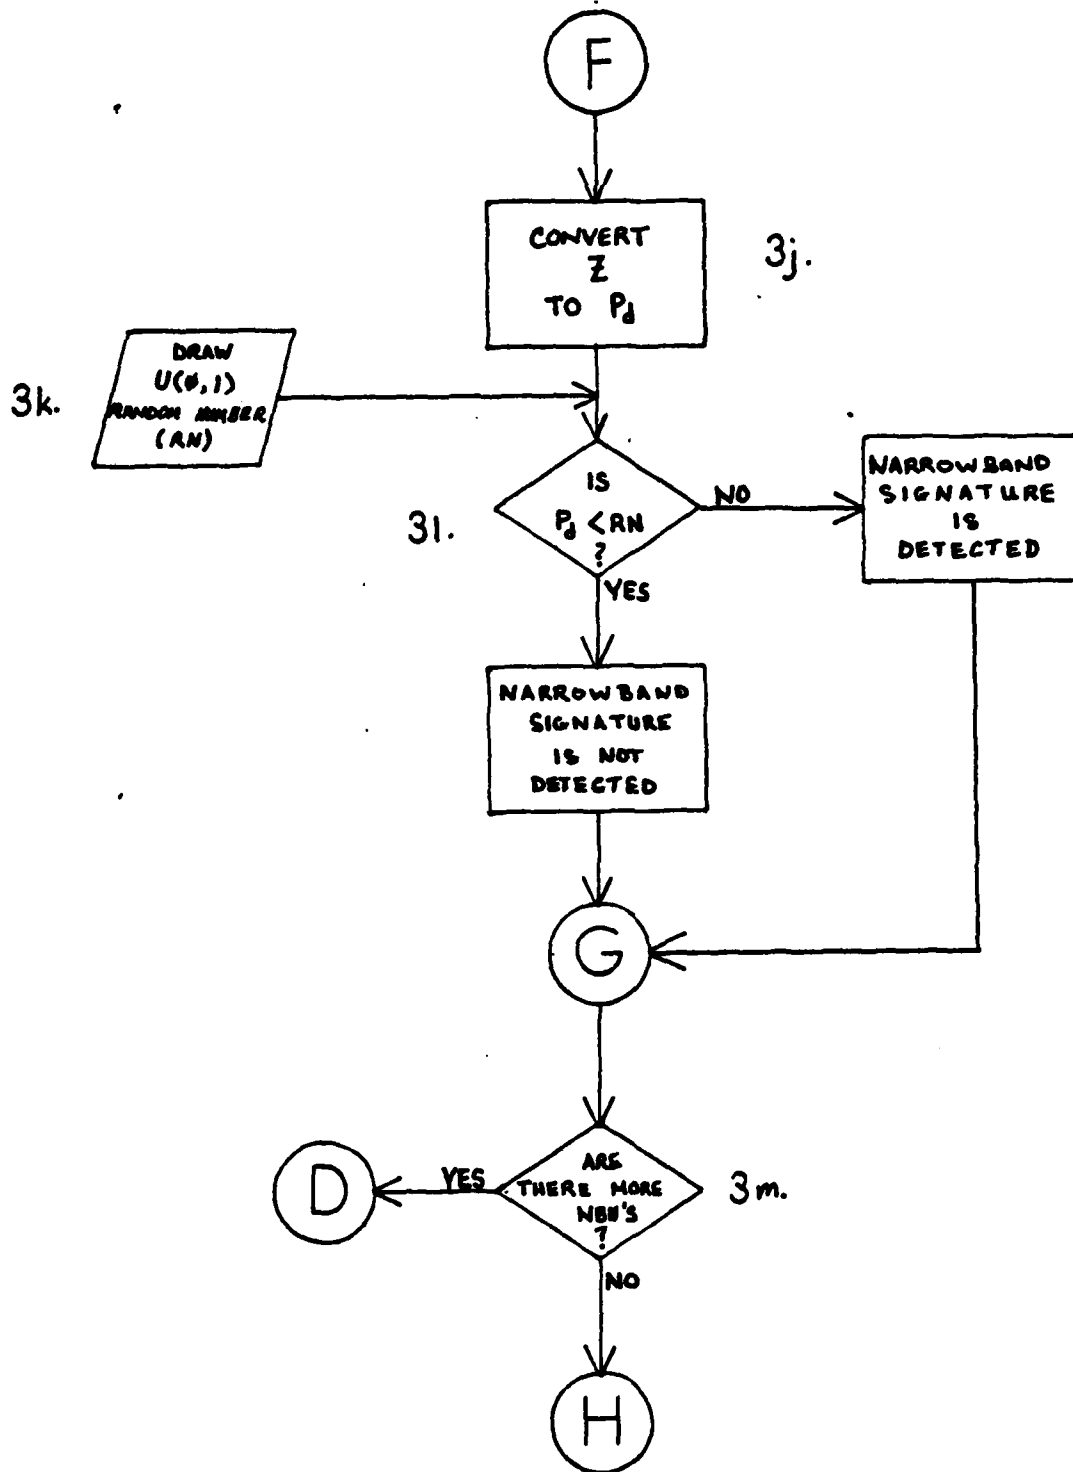 F
CONVERT
Z
TO Pd
3j.
3k.
DRAW
U(0,1)
RANDOM NUMBER
(RN)
3l.
IS
Pd < RN
?
NO
NARROWBAND
SIGNATURE
IS
DETECTED
YES
NARROWBAND
SIGNATURE
IS NOT
DETECTED
G
ARE
THERE MORE
?
3m.
YES
D
NO
H